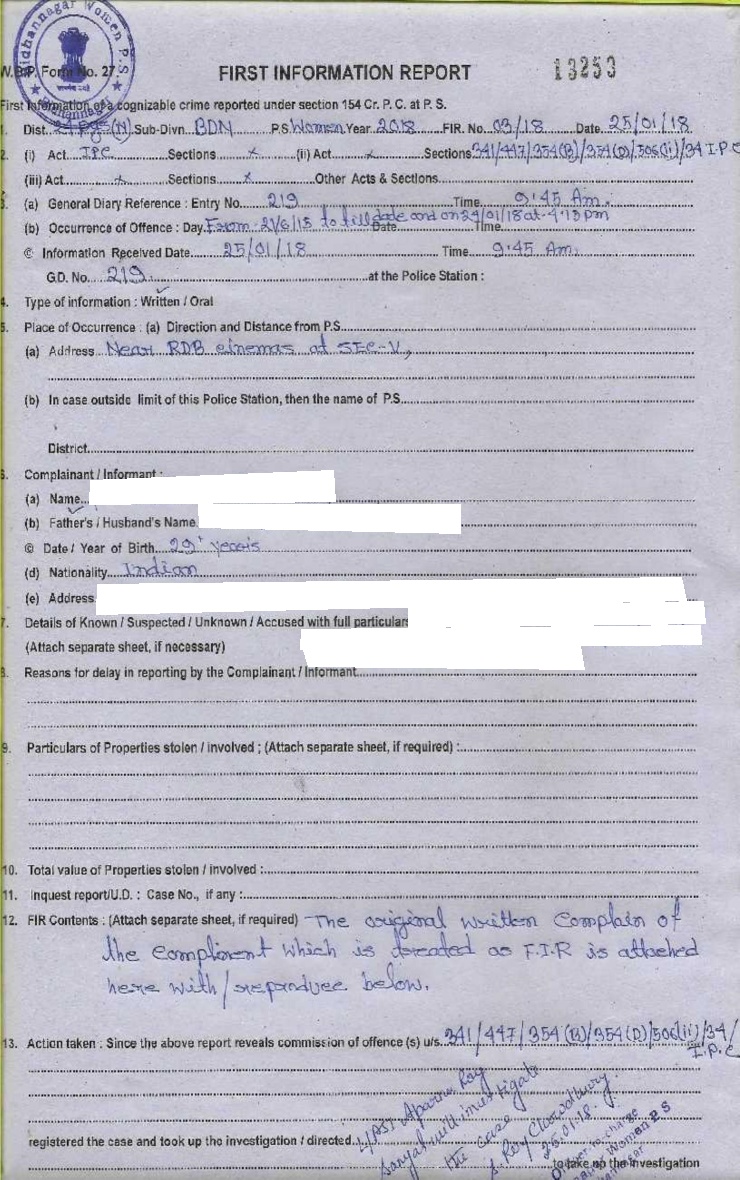 Bidhannagar Women P.S
W.B.P. Form No. 27
FIRST INFORMATION REPORT
13253
First Information of a cognizable crime reported under section 154 Cr. P. C. at P. S.
1. Dist. 24 Pgs (N) Sub-Divn. BDN P.S. Women Year 2018 FIR. No. 03/18 Date 25/01/18
2. (i) Act IPC Sections x (ii) Act x Sections 341/447/354(B)/354(D)/506(ii)/34 I.P.C
(iii) Act x Sections x Other Acts & Sections
3. (a) General Diary Reference : Entry No. 219 Time 9:45 Am.
(b) Occurrence of Offence : Day From 21/6/15 to till date and on 24/01/18 at 4:15 pm Date Time
© Information Received Date 25/01/18 Time 9:45 Am.
G.D. No. 219 at the Police Station :
4. Type of information : Written / Oral
5. Place of Occurrence : (a) Direction and Distance from P.S.
(a) Address Near RDB cinemas at SEC-V,
(b) In case outside limit of this Police Station, then the name of P.S.
District
6. Complainant / Informant :
(a) Name
(b) Father's / Husband's Name
© Date / Year of Birth 29 years
(d) Nationality Indian
(e) Address
7. Details of Known / Suspected / Unknown / Accused with full particulars
(Attach separate sheet, if necessary)
8. Reasons for delay in reporting by the Complainant / Informant
9. Particulars of Properties stolen / involved ; (Attach separate sheet, if required) :
10. Total value of Properties stolen / involved :
11. Inquest report/U.D. : Case No., if any :
12. FIR Contents : (Attach separate sheet, if required) The original written Complain of
the complinent which is treated as F.I.R is attached
here with/reproduce below.
13. Action taken : Since the above report reveals commission of offence (s) u/s. 341/447/354(B)/354(D)/506(ii)/34/
I.P.C
L/ASI Aparna Roy
will investigate
the case
S. Roy Chowdhury
25.01.18.
Officer-in-charge
Women P S
registered the case and took up the investigation / directed to take up the investigation